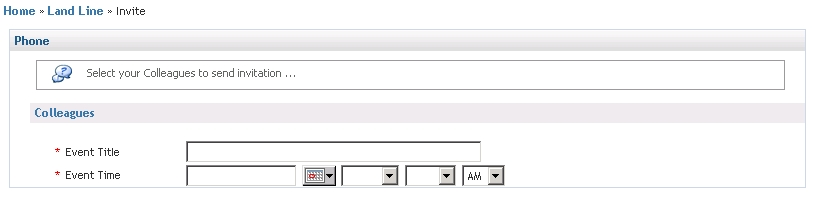 Home » Land Line » Invite
Phone
Select your Colleagues to send invitation ...
Colleagues
* Event Title
* Event Time AM